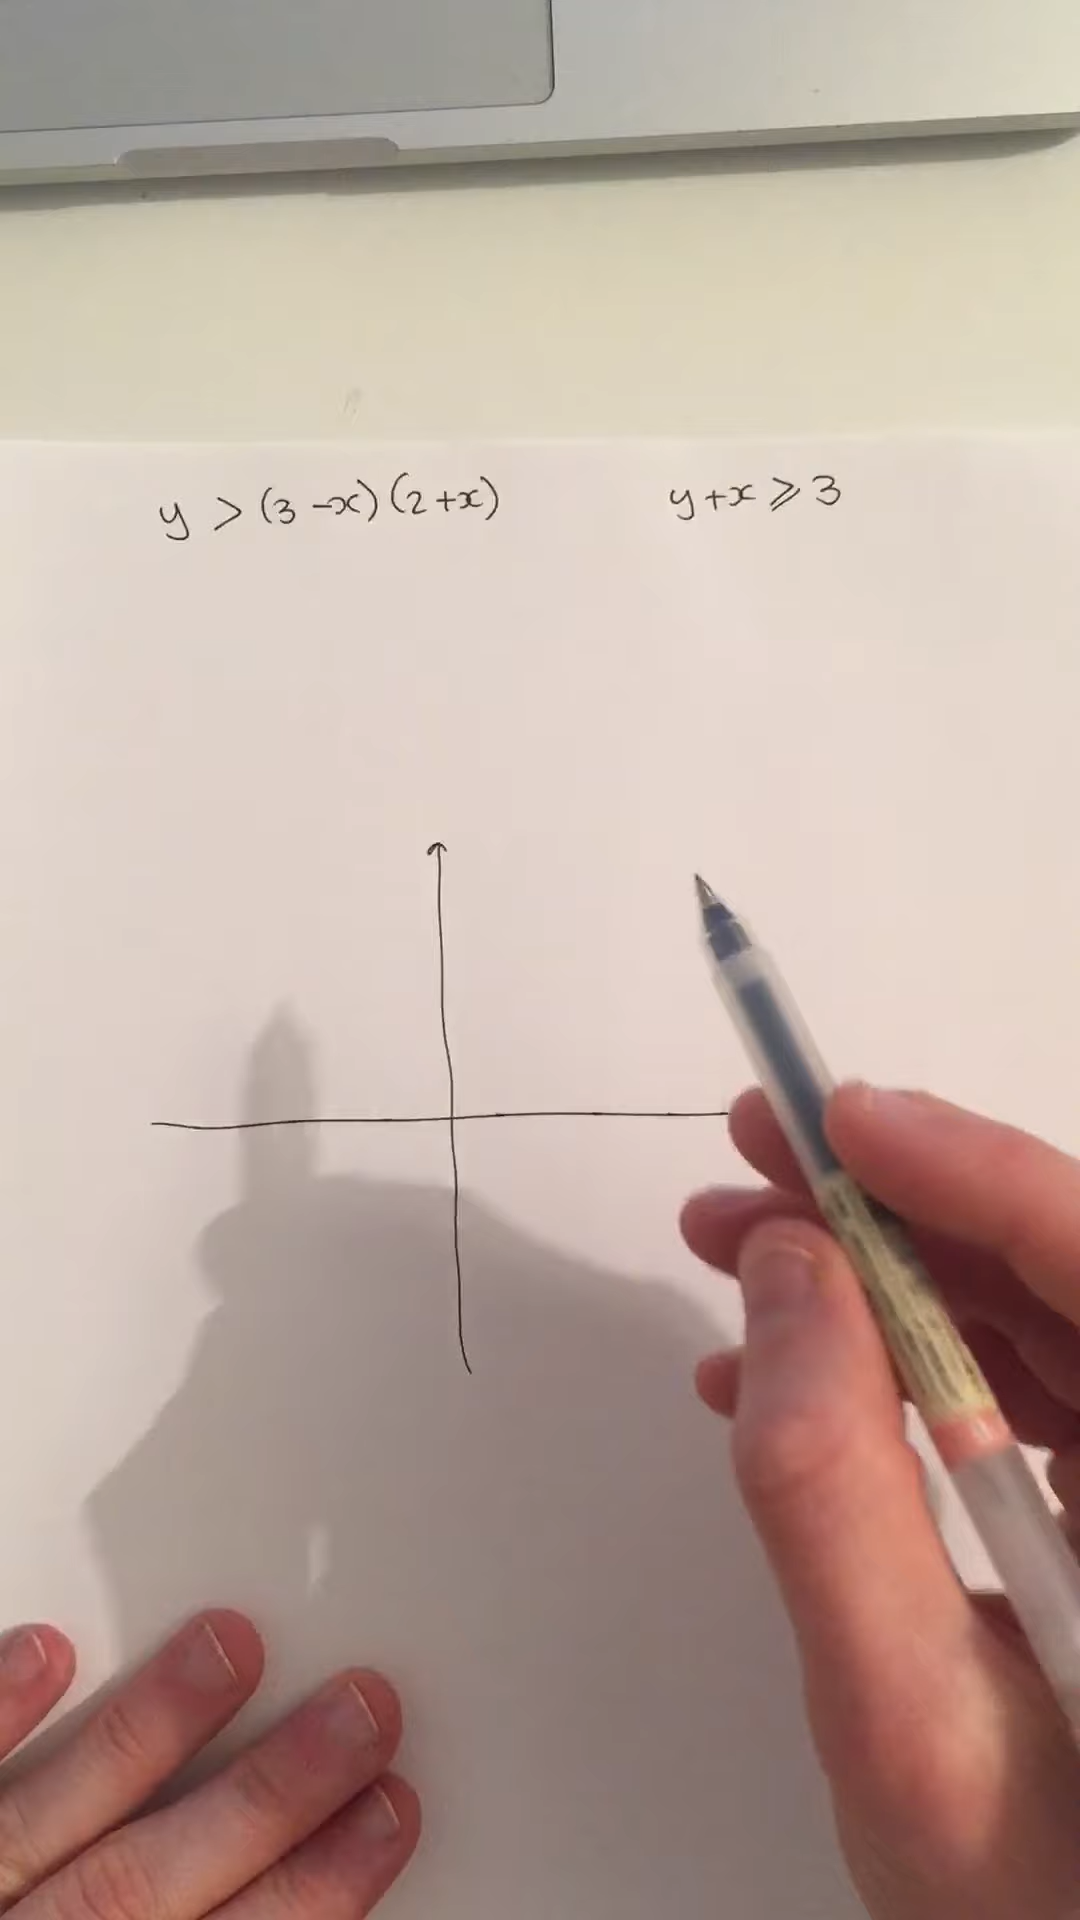 y > (3-x)(2+x) y+x ⩾ 3